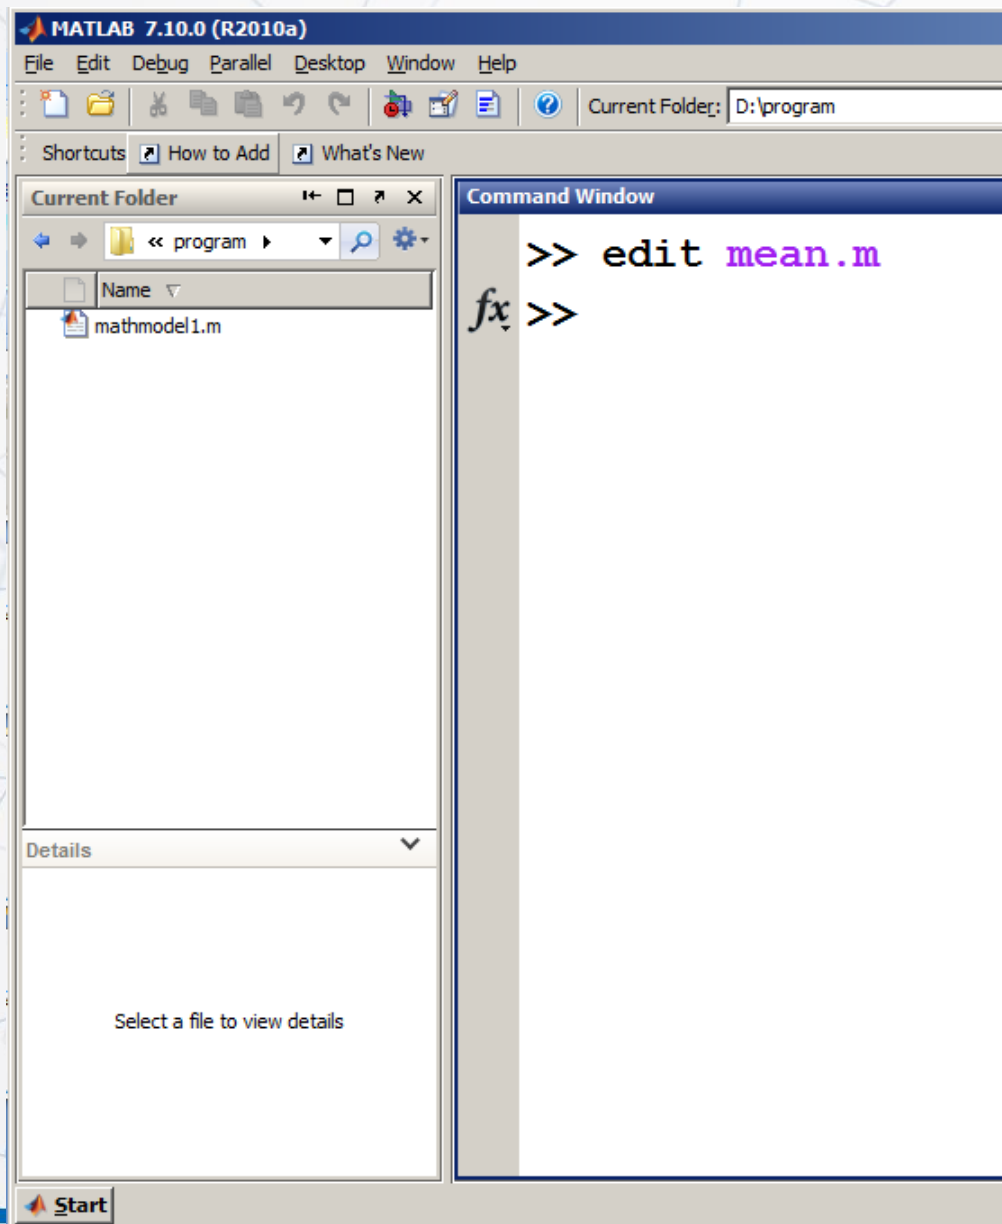 MATLAB 7.10.0 (R2010a)
File Edit Debug Parallel Desktop Window Help
Current Folder: D:\program
Shortcuts How to Add What's New
Current Folder
« program
Name
mathmodel1.m
Details
Select a file to view details
Command Window
>> edit mean.m
fx >>
Start